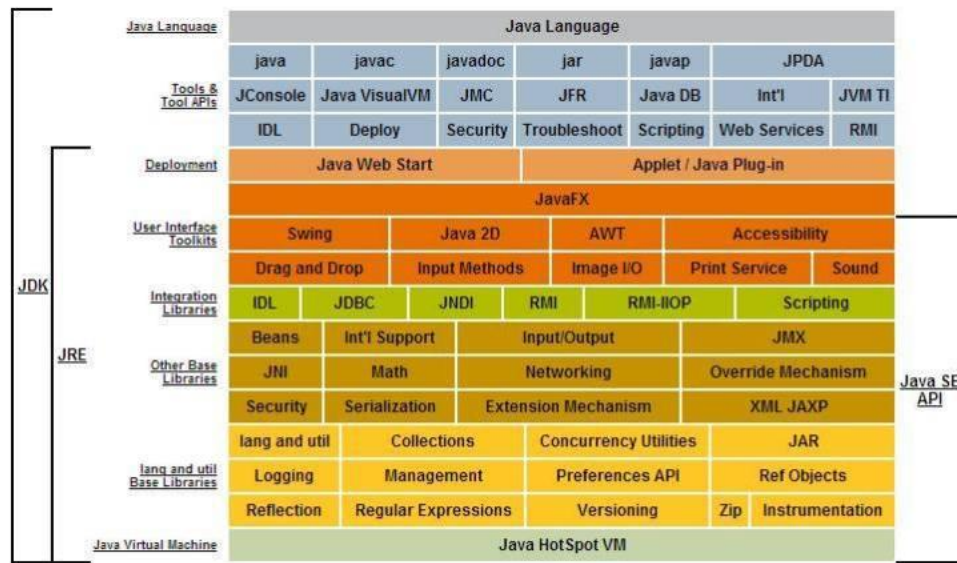 Java Language Java Language
java javac javadoc jar javap JPDA
Tools & Tool APIs JConsole Java VisualVM JMC JFR Java DB Int'l JVM TI
IDL Deploy Security Troubleshoot Scripting Web Services RMI
Deployment Java Web Start Applet / Java Plug-in
JavaFX
User Interface Toolkits Swing Java 2D AWT Accessibility
Drag and Drop Input Methods Image I/O Print Service Sound
JDK
Integration Libraries IDL JDBC JNDI RMI RMI-IIOP Scripting
Beans Int'l Support Input/Output JMX
JRE
Other Base Libraries JNI Math Networking Override Mechanism
Java SE API
Security Serialization Extension Mechanism XML JAXP
lang and util Collections Concurrency Utilities JAR
lang and util Base Libraries Logging Management Preferences API Ref Objects
Reflection Regular Expressions Versioning Zip Instrumentation
Java Virtual Machine Java HotSpot VM